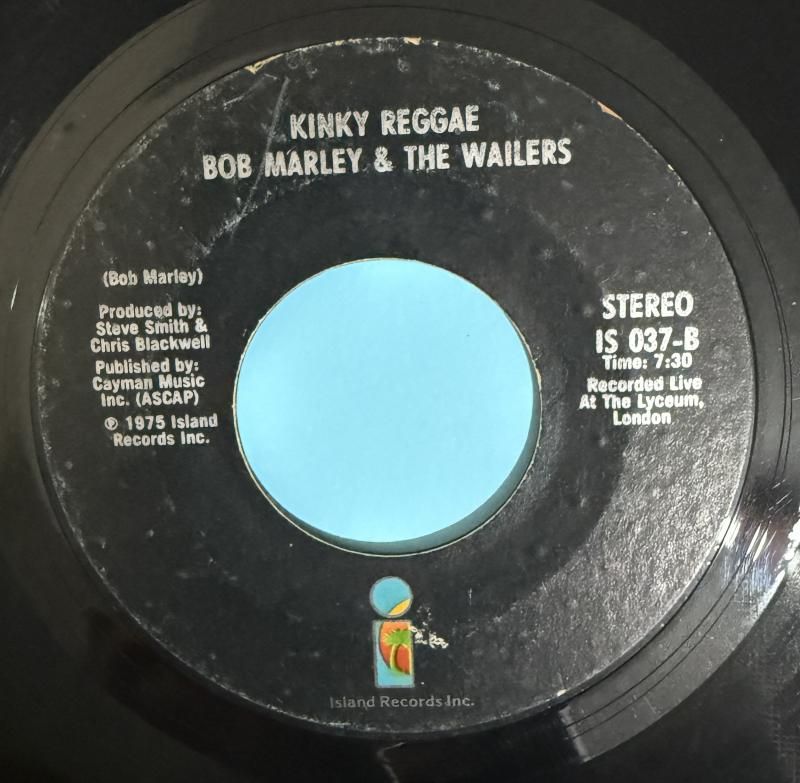 KINKY REGGAE
BOB MARLEY & THE WAILERS
(Bob Marley)
Produced by:
Steve Smith &
Chris Blackwell
Published by:
Cayman Music
Inc. (ASCAP)
℗ 1975 Island
Records Inc.
STEREO
IS 037-B
Time: 7:30
Recorded Live
At The Lyceum,
London
i
Island Records Inc.